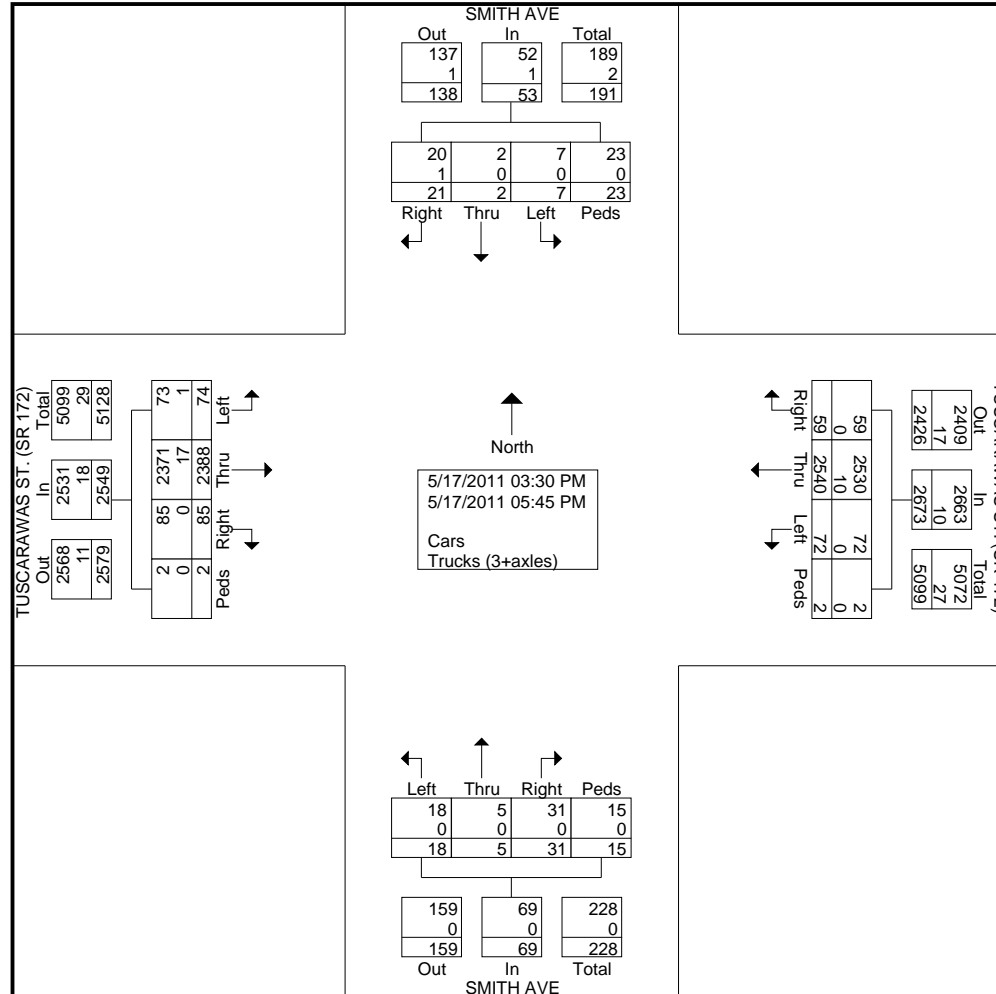 SMITH AVE
Out In Total
137 52 189
1 1 2
138 53 191
20 2 7 23
1 0 0 0
21 2 7 23
Right Thru Left Peds
TUSCARAWAS ST. (SR 172)
Out In Total
2568 2531 5099
11 18 29
2579 2549 5128
Peds Right Thru Left
2 85 2371 73
0 0 17 1
2 85 2388 74
North
5/17/2011 03:30 PM
5/17/2011 05:45 PM
Cars
Trucks (3+axles)
Out In Total
2409 2663 5072
17 10 27
2426 2673 5099
59 2530 72 2
0 10 0 0
59 2540 72 2
Right Thru Left Peds
Left Thru Right Peds
18 5 31 15
0 0 0 0
18 5 31 15
159 69 228
0 0 0
159 69 228
Out In Total
SMITH AVE